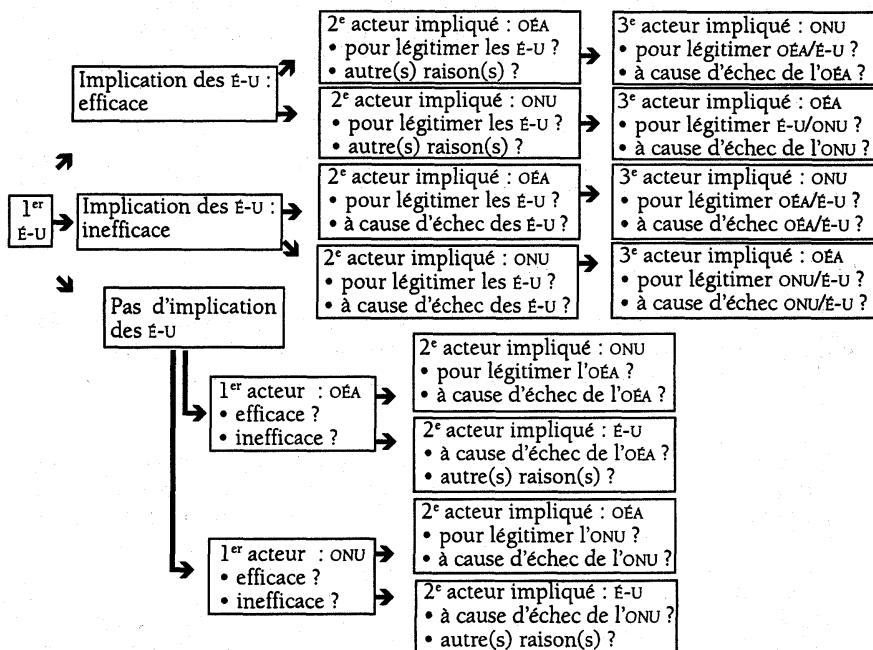 1er
É-U
Implication des É-U :
efficace
2e acteur impliqué : OÉA
• pour légitimer les É-U ?
• autre(s) raison(s) ?
3e acteur impliqué : ONU
• pour légitimer OÉA/É-U ?
• à cause d'échec de l'OÉA ?
2e acteur impliqué : ONU
• pour légitimer les É-U ?
• autre(s) raison(s) ?
3e acteur impliqué : OÉA
• pour légitimer É-U/ONU ?
• à cause d'échec de l'ONU ?
Implication des É-U :
inefficace
2e acteur impliqué : OÉA
• pour légitimer les É-U ?
• à cause d'échec des É-U ?
3e acteur impliqué : ONU
• pour légitimer OÉA/É-U ?
• à cause d'échec OÉA/É-U ?
2e acteur impliqué : ONU
• pour légitimer les É-U ?
• à cause d'échec des É-U ?
3e acteur impliqué : OÉA
• pour légitimer ONU/É-U ?
• à cause d'échec ONU/É-U ?
Pas d'implication
des É-U
1er acteur : OÉA
• efficace ?
• inefficace ?
2e acteur impliqué : ONU
• pour légitimer l'OÉA ?
• à cause d'échec de l'OÉA ?
2e acteur impliqué : É-U
• à cause d'échec de l'OÉA ?
• autre(s) raison(s) ?
1er acteur : ONU
• efficace ?
• inefficace ?
2e acteur impliqué : OÉA
• pour légitimer l'ONU ?
• à cause d'échec de l'ONU ?
2e acteur impliqué : É-U
• à cause d'échec de l'ONU ?
• autre(s) raison(s) ?